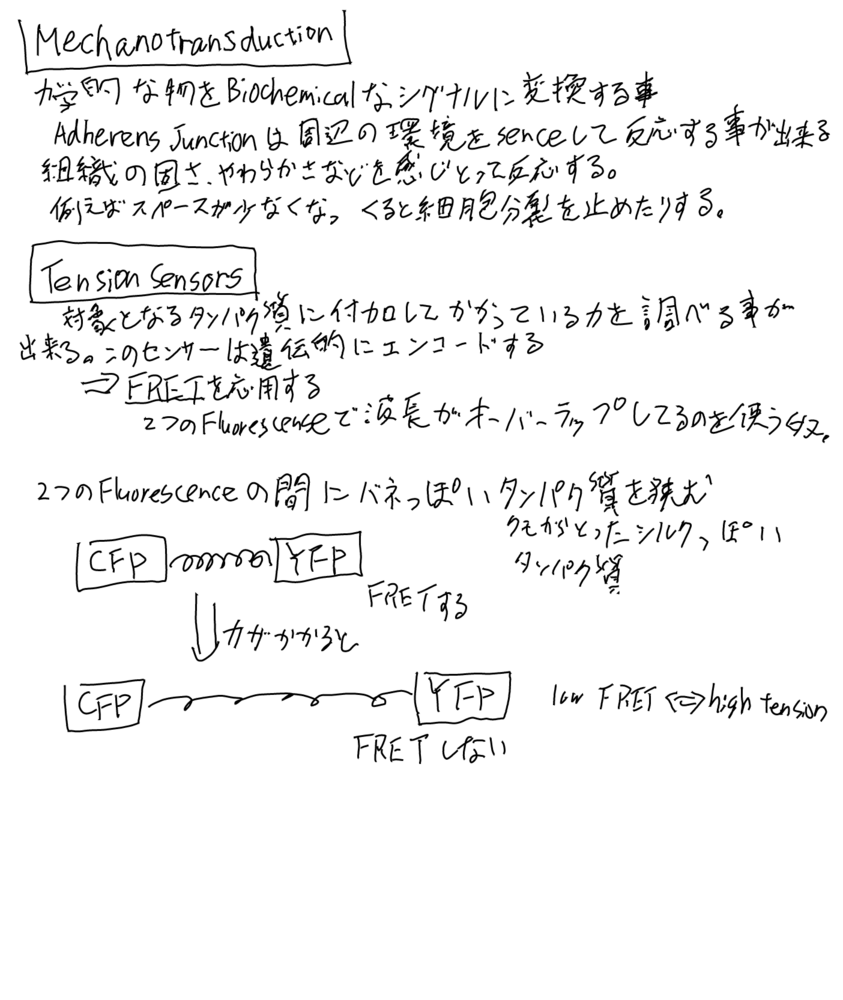 Mechanotransduction
力学的な物をBiochemicalなシグナルに変換する事
Adherens Junctionは周辺の環境をsenceして反応する事が出来る
組織の固さ、やわらかさなどを感じとって反応する。
例えばスペースが少なくなってくると細胞分裂を止めたりする。
Tension Sensors
対象となるタンパク質に付加してかかっている力を調べる事が
出来る。このセンサーは遺伝的にエンコードする
⇒ FRETを応用する
2つのFluorescenceで波長がオーバーラップしてるのを使うやつ。
2つのFluorescenceの間にバネっぽいタンパク質を挟む
クモからとったシルクっぽい
タンパク質
CFP YFP
FRETする
力がかかると
CFP YFP low FRET ⇔ high tension
FRETしない